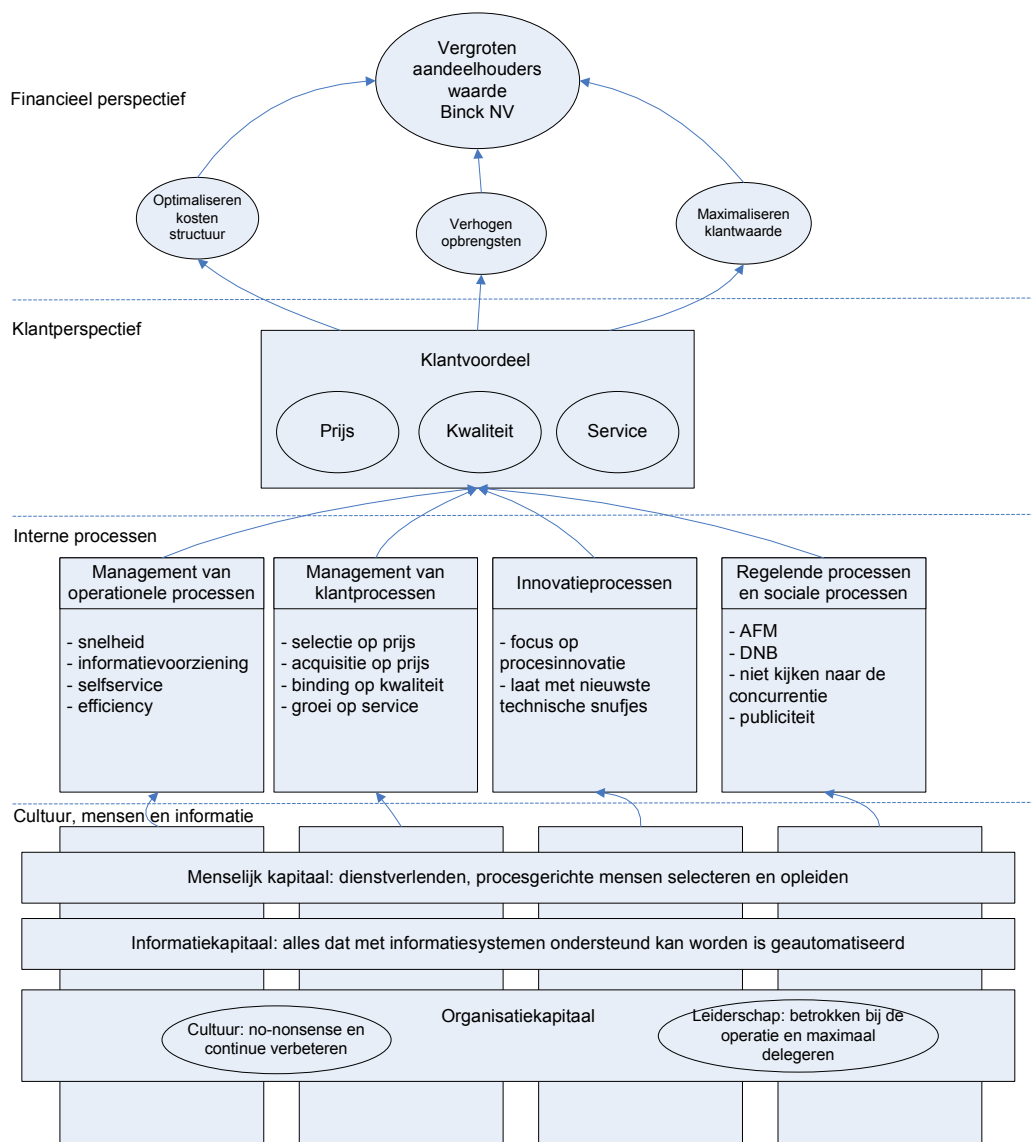 Vergroten
aandeelhouders
waarde
Binck NV
Financieel perspectief
Optimaliseren
kosten
structuur
Verhogen
opbrengsten
Maximaliseren
klantwaarde
Klantperspectief
Klantvoordeel
Prijs
Kwaliteit
Service
Interne processen
Management van
operationele processen
- snelheid
- informatievoorziening
- selfservice
- efficiency
Management van
klantprocessen
- selectie op prijs
- acquisitie op prijs
- binding op kwaliteit
- groei op service
Innovatieprocessen
- focus op
procesinnovatie
- laat met nieuwste
technische snufjes
Regelende processen
en sociale processen
- AFM
- DNB
- niet kijken naar de
concurrentie
- publiciteit
Cultuur, mensen en informatie
Menselijk kapitaal: dienstverlenden, procesgerichte mensen selecteren en opleiden
Informatiekapitaal: alles dat met informatiesystemen ondersteund kan worden is geautomatiseerd
Organisatiekapitaal
Cultuur: no-nonsense en
continue verbeteren
Leiderschap: betrokken bij de
operatie en maximaal
delegeren